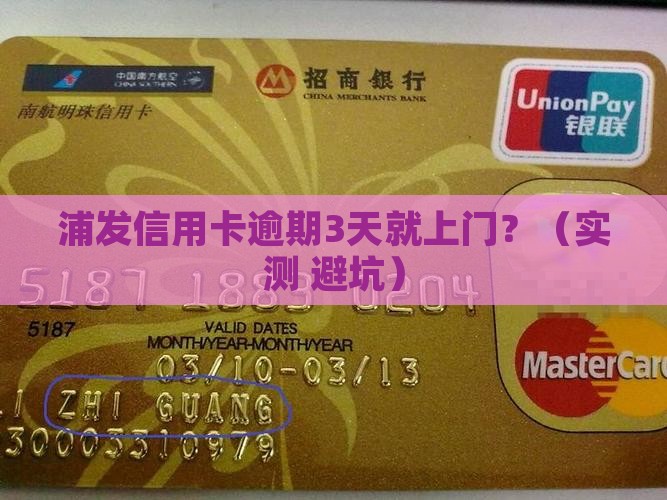 中国南方航空
CHINA SOUTHERN
招商銀行
CHINA MERCHANTS BANK
UnionPay
银联
南航明珠信用卡
浦发信用卡逾期3天就上门？（实
测 避坑）
5187 1883 0204
5187
VALID DATES
MONTH/YEAR-MONTH/YEAR
03/10-03/13
MasterCard
LI ZHI GUANG
30003310979